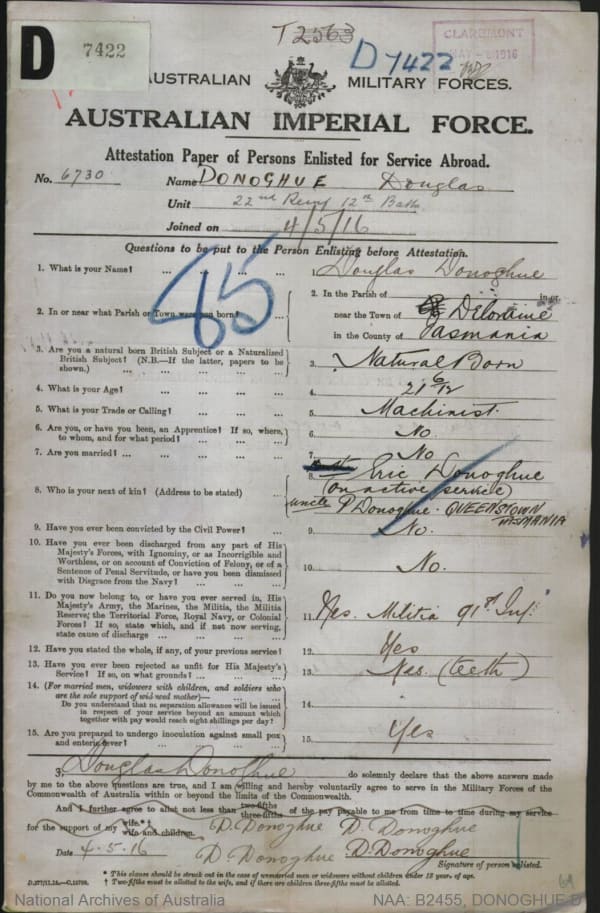 D 7422
T 2563
D 7422
CLAREMONT
1916
AUSTRALIAN MILITARY FORCES.
AUSTRALIAN IMPERIAL FORCE.
Attestation Paper of Persons Enlisted for Service Abroad.
No. 6730 Name DONOGHUE Douglas
Unit 22nd Reinf 12th Battn
Joined on 4/5/16
Questions to be put to the Person Enlisting before Attestation.
45
1. What is your Name? ... ... ... ... 1. Douglas Donoghue
2. In or near what Parish or Town were you born? ... 2. In the Parish of
near the Town of Deloraine
in the County of Tasmania
3. Are you a natural born British Subject or a Naturalized
British Subject? (N.B.—If the latter, papers to be
shown.) ... ... ... 3. Natural Born
4. What is your Age? ... ... ... 4. 21 6/12
5. What is your Trade or Calling? ... ... ... 5. Machinist
6. Are you, or have you been, an Apprentice? If so, where,
to whom, and for what period? ... ... ... 6. No
7. Are you married? ... ... ... 7. No
8. Who is your next of kin? (Address to be stated) ... 8. Eric Donoghue
(on active service)
uncle P Donoghue. QUEENSTOWN
TASMANIA
9. Have you ever been convicted by the Civil Power? ... 9. No.
10. Have you ever been discharged from any part of His
Majesty's Forces, with Ignominy, or as Incorrigible and
Worthless, or on account of Conviction of Felony, or of a
Sentence of Penal Servitude, or have you been dismissed
with Disgrace from the Navy? ... ... ... 10. No.
11. Do you now belong to, or have you ever served in, His
Majesty's Army, the Marines, the Militia, the Militia
Reserve, the Territorial Force, Royal Navy, or Colonial
Forces? If so, state which, and if not now serving,
state cause of discharge ... ... ... 11. Yes. Militia 91st Inf.
12. Have you stated the whole, if any, of your previous service? 12. Yes
13. Have you ever been rejected as unfit for His Majesty's
Service? If so, on what grounds? ... ... 13. Yes. (teeth)
14. (For married men, widowers with children, and soldiers who
are the sole support of widowed mother)—
Do you understand that no separation allowance will be issued
in respect of your service beyond an amount which
together with pay would reach eight shillings per day? 14.
15. Are you prepared to undergo inoculation against small pox
and enteric fever? ... ... ... 15. Yes
3, Douglas Donoghue do solemnly declare that the above answers made
by me to the above questions are true, and I am willing and hereby voluntarily agree to serve in the Military Forces of the
Commonwealth of Australia within or beyond the limits of the Commonwealth.
And I further agree to allot not less than two-fifths three-fifths of the pay payable to me from time to time during my service
for the support of my wife.* † wife and children. D. Donoghue D. Donoghue
Date 4.5.16 D. Donoghue D. Donoghue
Signature of person enlisted.
* This clause should be struck out in the case of unmarried men or widowers without children under 18 years of age.
† Two-fifths must be allotted to the wife, and if there are children three-fifths must be allotted.
National Archives of Australia NAA: B2455, DONOGHUE D